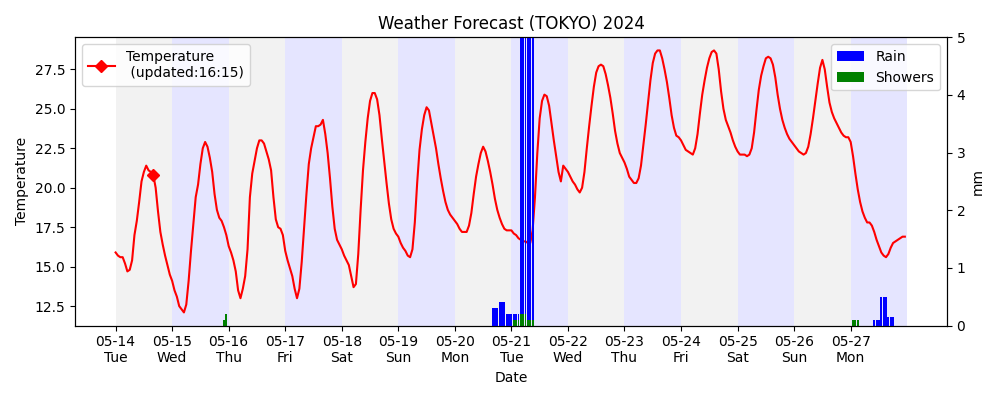 Weather Forecast (TOKYO) 2024
Temperature
(updated:16:15)
Rain
Showers
Temperature
27.5
25.0
22.5
20.0
17.5
15.0
12.5
5
4
3
2
1
0
mm
05-14 05-15 05-16 05-17 05-18 05-19 05-20 05-21 05-22 05-23 05-24 05-25 05-26 05-27
Tue Wed Thu Fri Sat Sun Mon Tue Wed Thu Fri Sat Sun Mon
Date